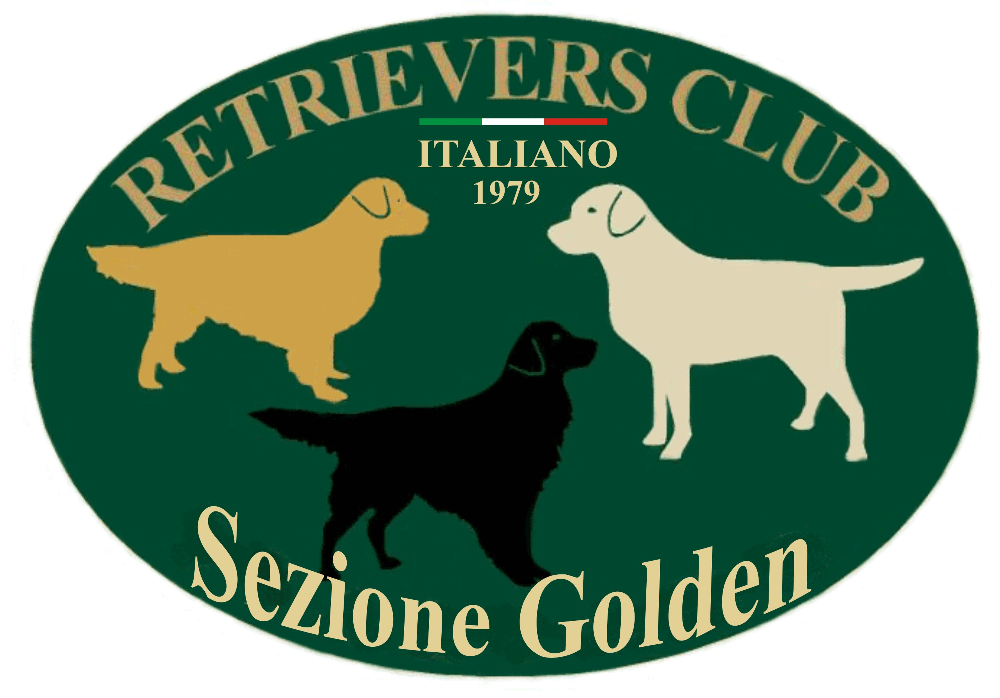 RETRIEVERS CLUB
ITALIANO
1979
Sezione Golden